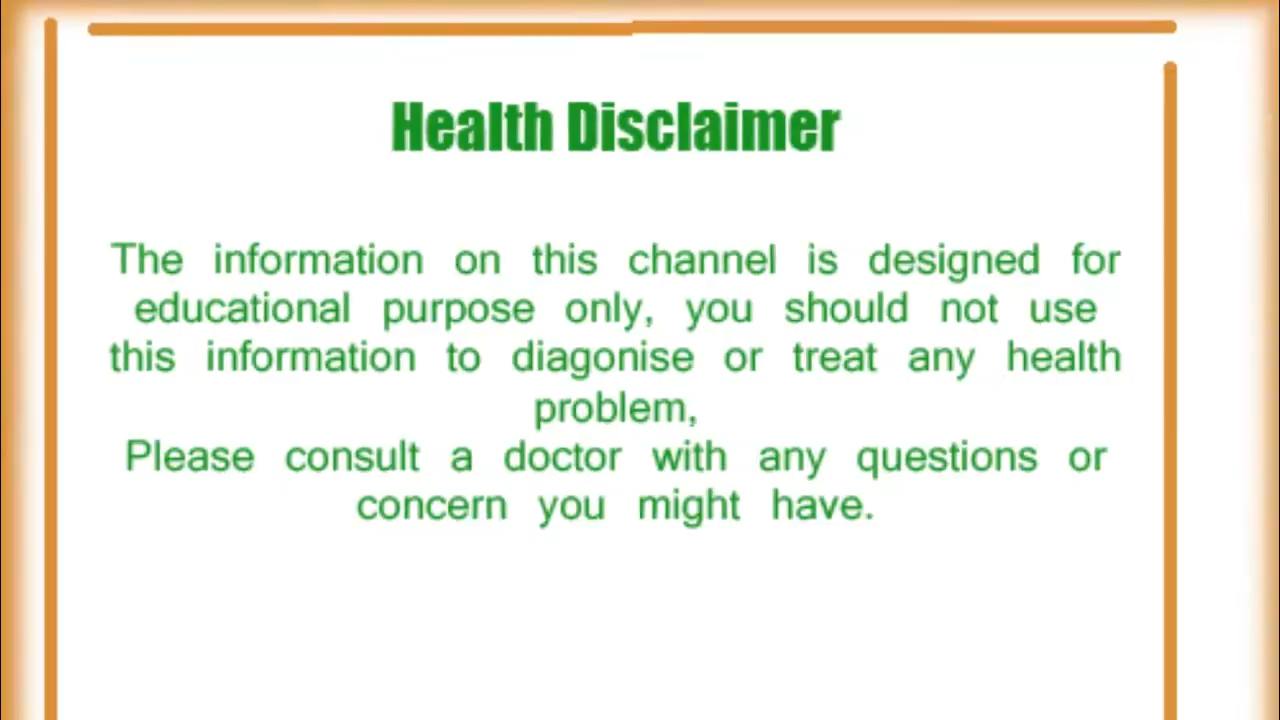 Health Disclaimer
The information on this channel is designed for
educational purpose only, you should not use
this information to diagonise or treat any health
problem,
Please consult a doctor with any questions or
concern you might have.